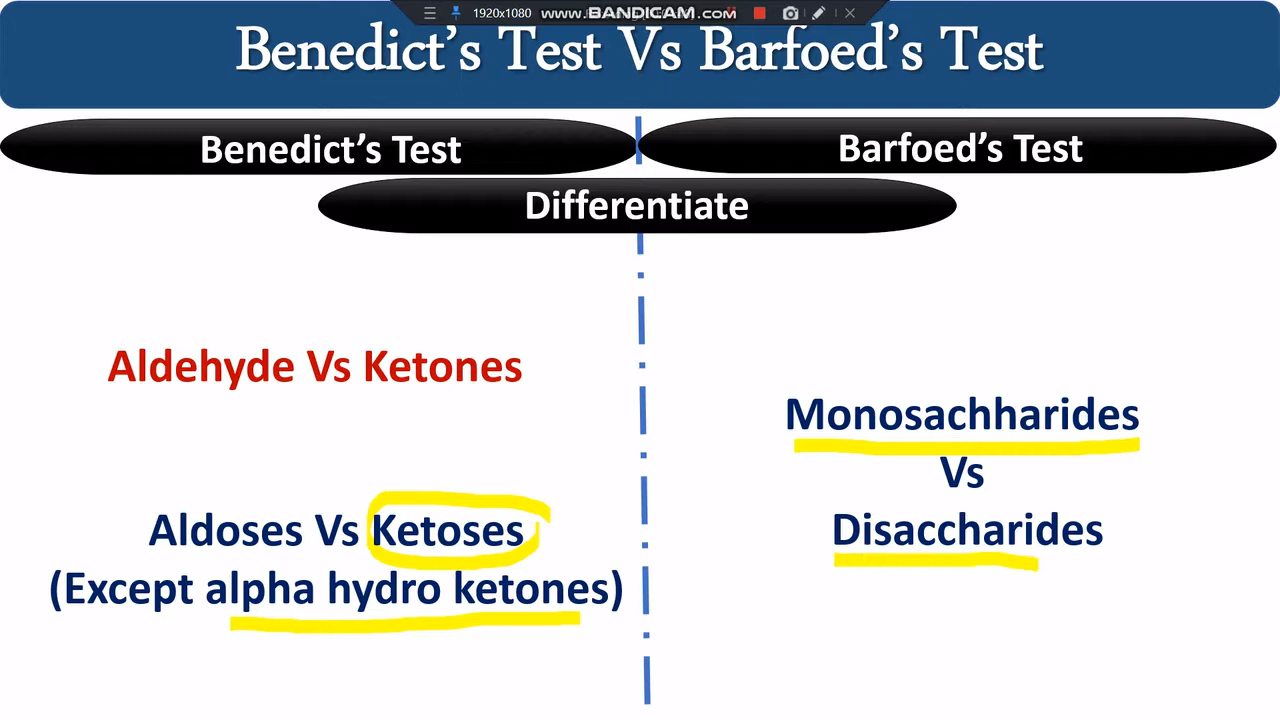 1920x1080 www.BANDICAM.com
Benedict's Test Vs Barfoed's Test
Benedict's Test
Barfoed's Test
Differentiate
Aldehyde Vs Ketones
Aldoses Vs Ketoses
(Except alpha hydro ketones)
Monosachharides
Vs
Disaccharides